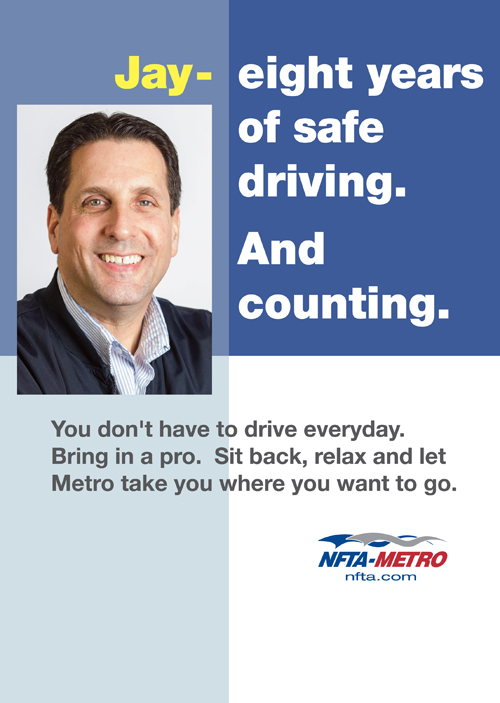 Jay- eight years
of safe
driving.
And
counting.
You don't have to drive everyday.
Bring in a pro.  Sit back, relax and let
Metro take you where you want to go.
NFTA-METRO
nfta.com